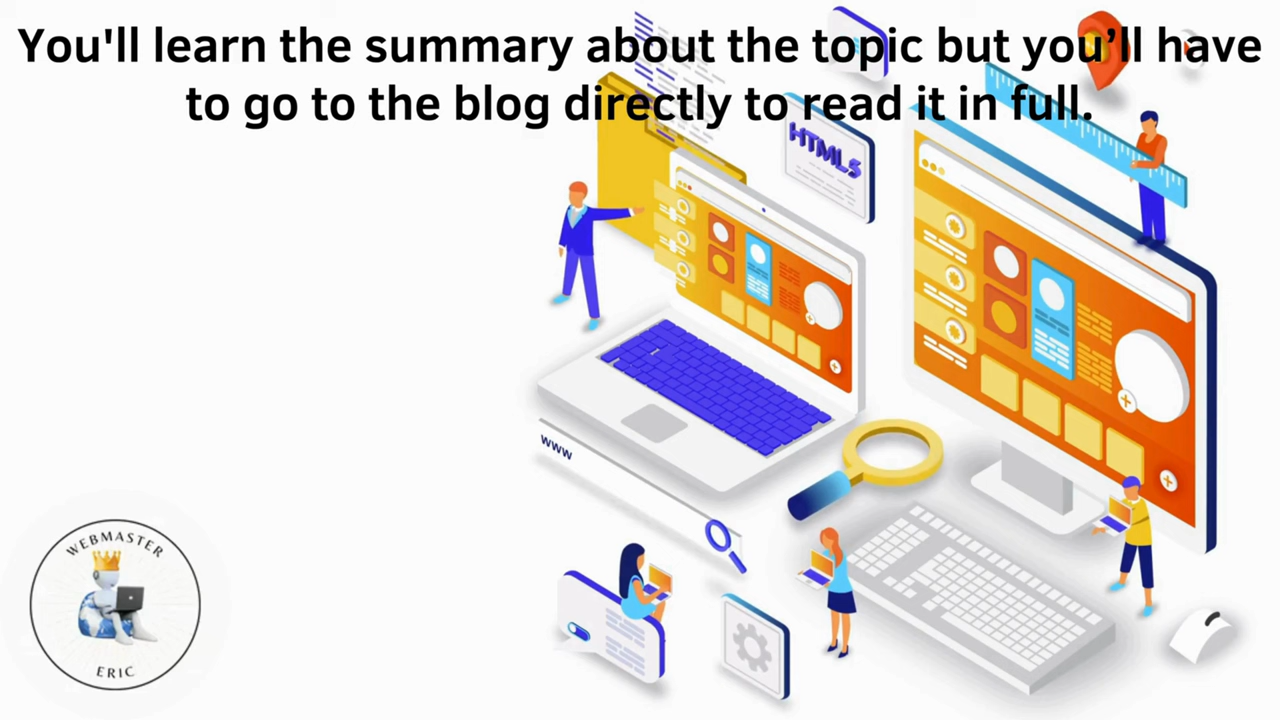 You'll learn the summary about the topic but you’ll have
to go to the blog directly to read it in full.
HTML5
WWW
WEBMASTER
ERIC